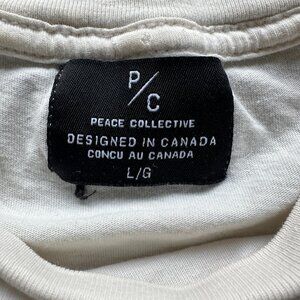 P/C
PEACE COLLECTIVE
DESIGNED IN CANADA
CONCU AU CANADA
L/G